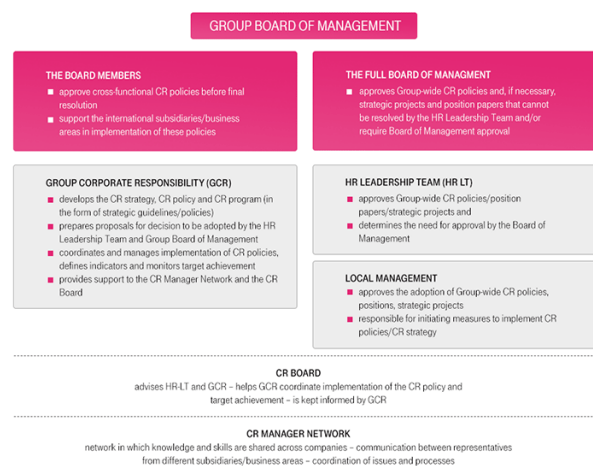 GROUP BOARD OF MANAGEMENT
THE BOARD MEMBERS
approve cross-functional CR policies before final
resolution
support the international subsidiaries/business
areas in implementation of these policies
THE FULL BOARD OF MANAGMENT
approves Group-wide CR policies and, if necessary,
strategic projects and position papers that cannot
be resolved by the HR Leadership Team and/or
require Board of Management approval
GROUP CORPORATE RESPONSIBILITY (GCR)
develops the CR strategy, CR policy and CR program (in
the form of strategic guidelines/policies)
prepares proposals for decision to be adopted by the HR
Leadership Team and Group Board of Management
coordinates and manages implementation of CR policies,
defines indicators and monitors target achievement
provides support to the CR Manager Network and the CR
Board
HR LEADERSHIP TEAM (HR LT)
approves Group-wide CR policies/position
papers/strategic projects and
determines the need for approval by the Board of
Management
LOCAL MANAGEMENT
approves the adoption of Group-wide CR policies,
positions, strategic projects
responsible for initiating measures to implement CR
policies/CR strategy
CR BOARD
advises HR-LT and GCR – helps GCR coordinate implementation of the CR policy and
target achievement – is kept informed by GCR
CR MANAGER NETWORK
network in which knowledge and skills are shared across companies – communication between representatives
from different subsidiaries/business areas – coordination of issues and processes